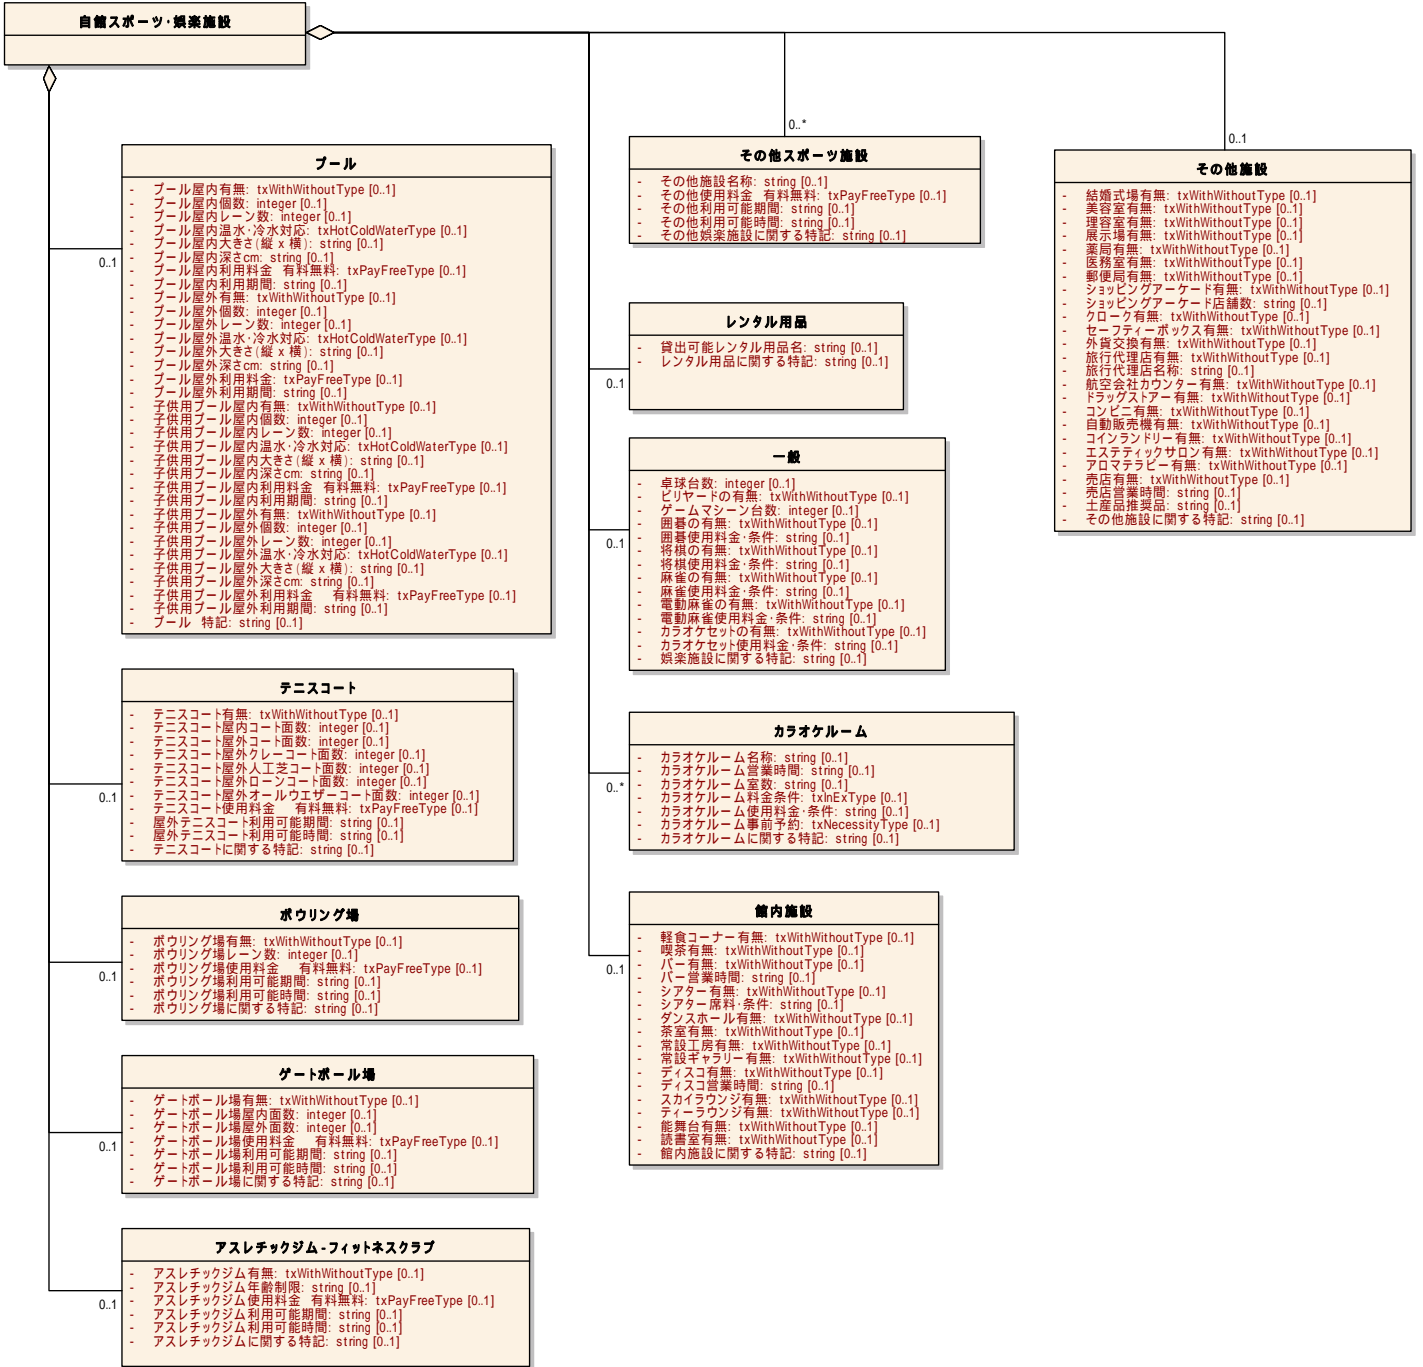 自館スポーツ・娯楽施設
0..*
0..1
プール
- プール屋内有無: txWithWithoutType [0..1]
- プール屋内個数: integer [0..1]
- プール屋内レーン数: integer [0..1]
- プール屋内温水・冷水対応: txHotColdWaterType [0..1]
- プール屋内大きさ(縦 x 横): string [0..1]
- プール屋内深さcm: string [0..1]
- プール屋内利用料金 有料無料: txPayFreeType [0..1]
- プール屋内利用期間: string [0..1]
- プール屋外有無: txWithWithoutType [0..1]
- プール屋外個数: integer [0..1]
- プール屋外レーン数: integer [0..1]
- プール屋外温水・冷水対応: txHotColdWaterType [0..1]
- プール屋外大きさ(縦 x 横): string [0..1]
- プール屋外深さcm: string [0..1]
- プール屋外利用料金: txPayFreeType [0..1]
- プール屋外利用期間: string [0..1]
- 子供用プール屋内有無: txWithWithoutType [0..1]
- 子供用プール屋内個数: integer [0..1]
- 子供用プール屋内レーン数: integer [0..1]
- 子供用プール屋内温水・冷水対応: txHotColdWaterType [0..1]
- 子供用プール屋内大きさ(縦 x 横): string [0..1]
- 子供用プール屋内深さcm: string [0..1]
- 子供用プール屋内利用料金 有料無料: txPayFreeType [0..1]
- 子供用プール屋内利用期間: string [0..1]
- 子供用プール屋外有無: txWithWithoutType [0..1]
- 子供用プール屋外個数: integer [0..1]
- 子供用プール屋外レーン数: integer [0..1]
- 子供用プール屋外温水・冷水対応: txHotColdWaterType [0..1]
- 子供用プール屋外大きさ(縦 x 横): string [0..1]
- 子供用プール屋外深さcm: string [0..1]
- 子供用プール屋外利用料金 有料無料: txPayFreeType [0..1]
- 子供用プール屋外利用期間: string [0..1]
- プール 特記: string [0..1]
0..1
テニスコート
- テニスコート有無: txWithWithoutType [0..1]
- テニスコート屋内コート面数: integer [0..1]
- テニスコート屋外コート面数: integer [0..1]
- テニスコート屋外クレーコート面数: integer [0..1]
- テニスコート屋外人工芝コート面数: integer [0..1]
- テニスコート屋外ローンコート面数: integer [0..1]
- テニスコート屋外オールウエザーコート面数: integer [0..1]
- テニスコート使用料金 有料無料: txPayFreeType [0..1]
- 屋外テニスコート利用可能期間: string [0..1]
- 屋外テニスコート利用可能時間: string [0..1]
- テニスコートに関する特記: string [0..1]
0..1
ボウリング場
- ボウリング場有無: txWithWithoutType [0..1]
- ボウリング場レーン数: integer [0..1]
- ボウリング場使用料金 有料無料: txPayFreeType [0..1]
- ボウリング場利用可能期間: string [0..1]
- ボウリング場利用可能時間: string [0..1]
- ボウリング場に関する特記: string [0..1]
0..1
ゲートボール場
- ゲートボール場有無: txWithWithoutType [0..1]
- ゲートボール場屋内面数: integer [0..1]
- ゲートボール場屋外面数: integer [0..1]
- ゲートボール場使用料金 有料無料: txPayFreeType [0..1]
- ゲートボール場利用可能期間: string [0..1]
- ゲートボール場利用可能時間: string [0..1]
- ゲートボール場に関する特記: string [0..1]
0..1
アスレチックジム-フィットネスクラブ
- アスレチックジム有無: txWithWithoutType [0..1]
- アスレチックジム年齢制限: string [0..1]
- アスレチックジム使用料金 有料無料: txPayFreeType [0..1]
- アスレチックジム利用可能期間: string [0..1]
- アスレチックジム利用可能時間: string [0..1]
- アスレチックジムに関する特記: string [0..1]
0..1
その他スポーツ施設
- その他施設名称: string [0..1]
- その他使用料金 有料無料: txPayFreeType [0..1]
- その他利用可能期間: string [0..1]
- その他利用可能時間: string [0..1]
- その他娯楽施設に関する特記: string [0..1]
レンタル用品
- 貸出可能レンタル用品名: string [0..1]
- レンタル用品に関する特記: string [0..1]
0..1
一般
- 卓球台数: integer [0..1]
- ビリヤードの有無: txWithWithoutType [0..1]
- ゲームマシーン台数: integer [0..1]
- 囲碁の有無: txWithWithoutType [0..1]
- 囲碁使用料金・条件: string [0..1]
- 将棋の有無: txWithWithoutType [0..1]
- 将棋使用料金・条件: string [0..1]
- 麻雀の有無: txWithWithoutType [0..1]
- 麻雀使用料金・条件: string [0..1]
- 電動麻雀の有無: txWithWithoutType [0..1]
- 電動麻雀使用料金・条件: string [0..1]
- カラオケセットの有無: txWithWithoutType [0..1]
- カラオケセット使用料金・条件: string [0..1]
- 娯楽施設に関する特記: string [0..1]
0..1
カラオケルーム
- カラオケルーム名称: string [0..1]
- カラオケルーム営業時間: string [0..1]
- カラオケルーム室数: string [0..1]
- カラオケルーム料金条件: txInExType [0..1]
- カラオケルーム使用料金・条件: string [0..1]
- カラオケルーム事前予約: txNecessityType [0..1]
- カラオケルームに関する特記: string [0..1]
0..*
館内施設
- 軽食コーナー有無: txWithWithoutType [0..1]
- 喫茶有無: txWithWithoutType [0..1]
- バー有無: txWithWithoutType [0..1]
- バー営業時間: string [0..1]
- シアター有無: txWithWithoutType [0..1]
- シアター席料・条件: string [0..1]
- ダンスホール有無: txWithWithoutType [0..1]
- 茶室有無: txWithWithoutType [0..1]
- 常設工房有無: txWithWithoutType [0..1]
- 常設ギャラリー有無: txWithWithoutType [0..1]
- ディスコ有無: txWithWithoutType [0..1]
- ディスコ営業時間: string [0..1]
- スカイラウンジ有無: txWithWithoutType [0..1]
- ティーラウンジ有無: txWithWithoutType [0..1]
- 能舞台有無: txWithWithoutType [0..1]
- 読書室有無: txWithWithoutType [0..1]
- 館内施設に関する特記: string [0..1]
0..1
その他施設
- 結婚式場有無: txWithWithoutType [0..1]
- 美容室有無: txWithWithoutType [0..1]
- 理容室有無: txWithWithoutType [0..1]
- 展示場有無: txWithWithoutType [0..1]
- 薬局有無: txWithWithoutType [0..1]
- 医務室有無: txWithWithoutType [0..1]
- 郵便局有無: txWithWithoutType [0..1]
- ショッピングアーケード有無: txWithWithoutType [0..1]
- ショッピングアーケード店舗数: string [0..1]
- クローク有無: txWithWithoutType [0..1]
- セーフティーボックス有無: txWithWithoutType [0..1]
- 外貨交換有無: txWithWithoutType [0..1]
- 旅行代理店有無: txWithWithoutType [0..1]
- 旅行代理店名称: string [0..1]
- 航空会社カウンター有無: txWithWithoutType [0..1]
- ドラッグストアー有無: txWithWithoutType [0..1]
- コンビニ有無: txWithWithoutType [0..1]
- 自動販売機有無: txWithWithoutType [0..1]
- コインランドリー有無: txWithWithoutType [0..1]
- エステティックサロン有無: txWithWithoutType [0..1]
- アロマテラピー有無: txWithWithoutType [0..1]
- 売店有無: txWithWithoutType [0..1]
- 売店営業時間: string [0..1]
- 土産品推奨品: string [0..1]
- その他施設に関する特記: string [0..1]